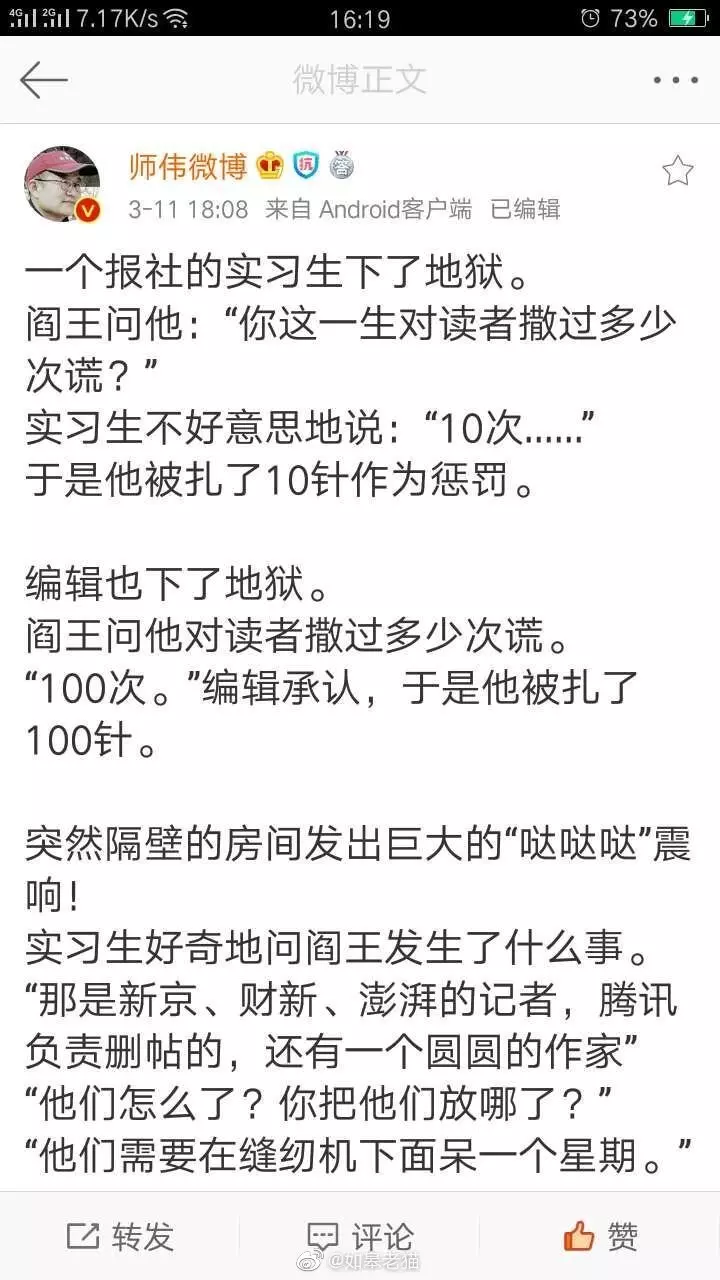 4G 2G 7.17K/s 16:19 73%
微博正文
师伟微博 抗 答
3-11 18:08 来自 Android客户端 已编辑
一个报社的实习生下了地狱。
阎王问他：“你这一生对读者撒过多少
次谎？”
实习生不好意思地说：“10次……”
于是他被扎了10针作为惩罚。
编辑也下了地狱。
阎王问他对读者撒过多少次谎。
“100次。”编辑承认，于是他被扎了
100针。
突然隔壁的房间发出巨大的“哒哒哒”震
响！
实习生好奇地问阎王发生了什么事。
“那是新京、财新、澎湃的记者，腾讯
负责删帖的，还有一个圆圆的作家”
“他们怎么了？你把他们放哪了？”
“他们需要在缝纫机下面呆一个星期。”
转发 评论 赞
@如皋老猫